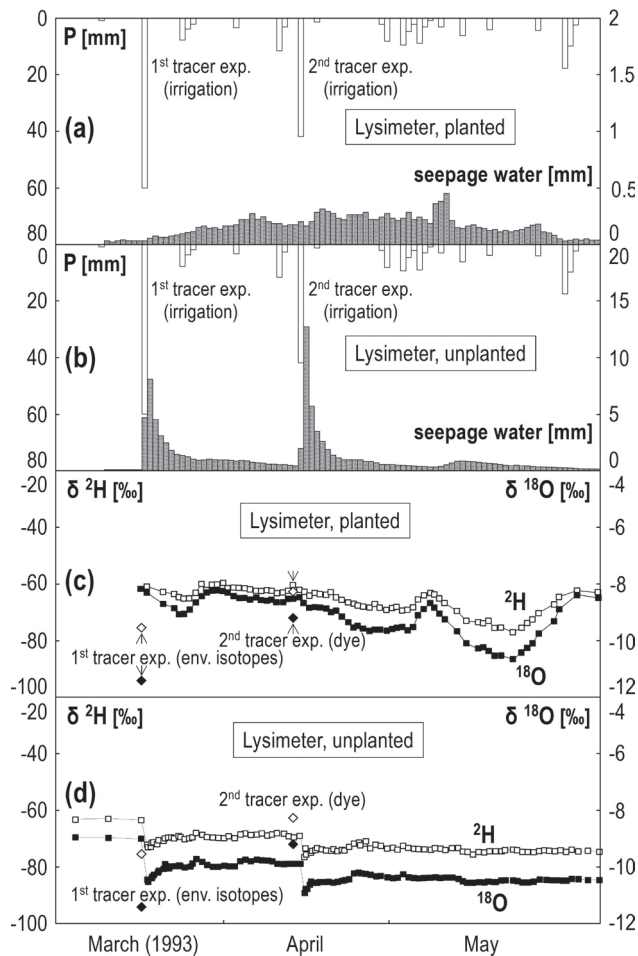 0 P [mm] 2
1st tracer exp. (irrigation)
2nd tracer exp. (irrigation)
20 1.5
40 1
(a) Lysimeter, planted
60 0.5
seepage water [mm]
80 0
0 P [mm] 20
1st tracer exp. (irrigation)
2nd tracer exp. (irrigation)
20 15
40 10
(b) Lysimeter, unplanted
60 5
seepage water [mm]
80 0
-20 δ ²H [‰] δ ¹⁸O [‰] -4
Lysimeter, planted
-40 -6
-60 -8
(c) ²H
-80 -10
1st tracer exp. (env. isotopes)
2nd tracer exp. (dye)
¹⁸O
-100 -12
δ ²H [‰] δ ¹⁸O [‰]
-20 -4
Lysimeter, unplanted
-40 -6
-60 -8
(d) 2nd tracer exp. (dye)
²H
-80 -10
1st tracer exp. (env. isotopes) ¹⁸O
-100 -12
March (1993) April May